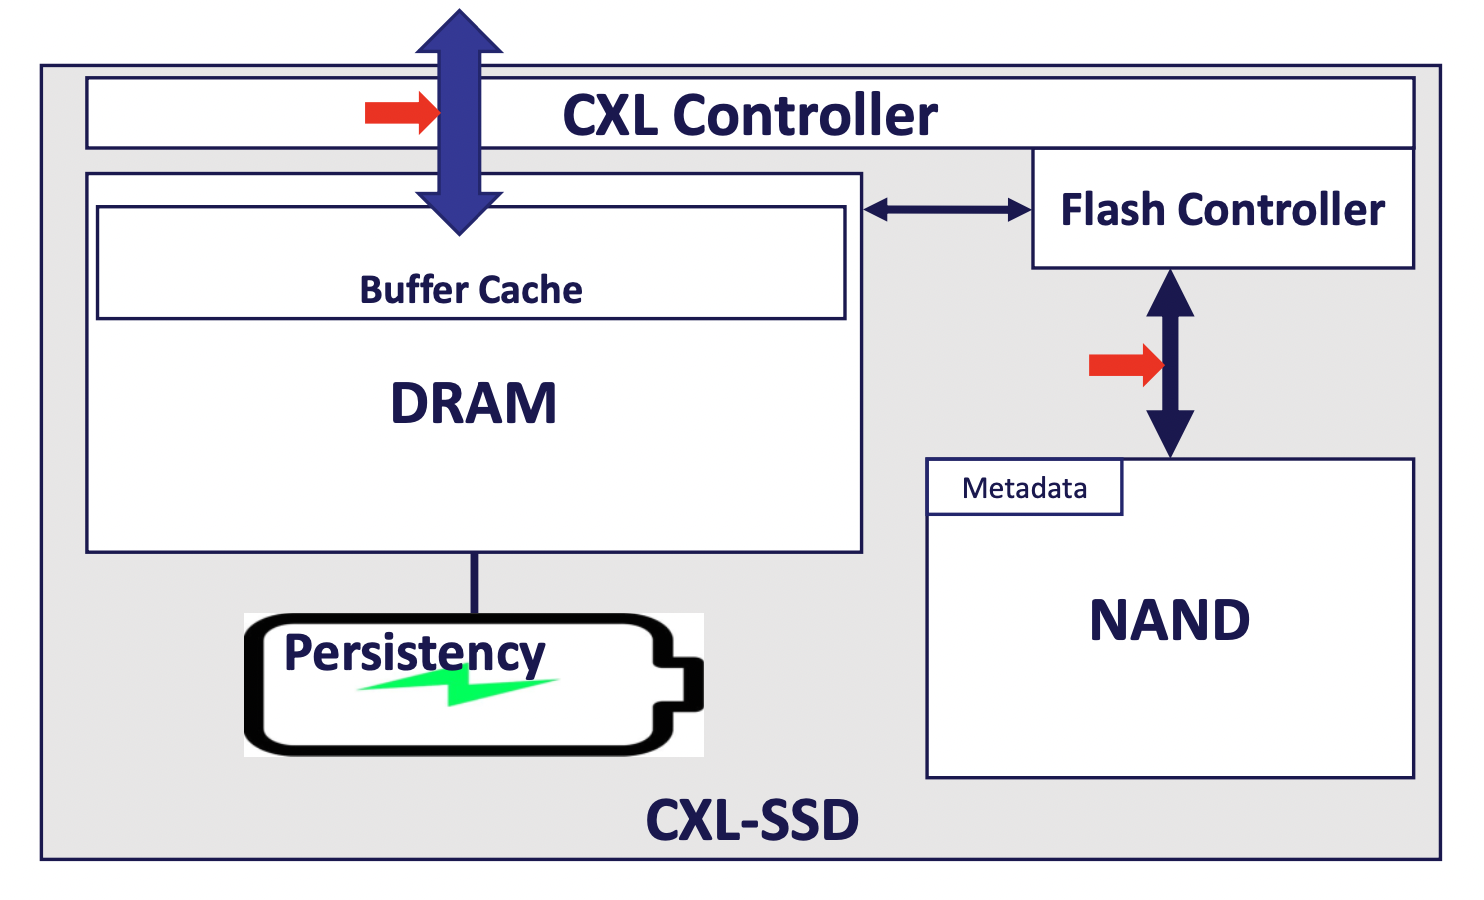 CXL Controller
Flash Controller
Buffer Cache
DRAM
Metadata
NAND
Persistency
CXL-SSD